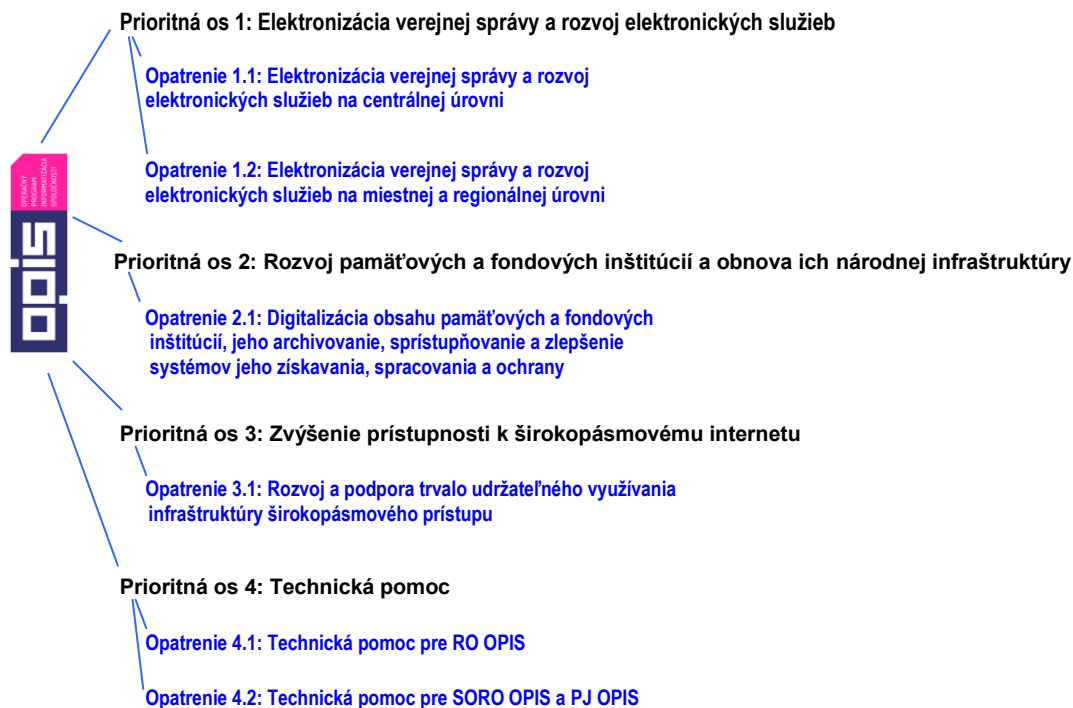 Prioritná os 1: Elektronizácia verejnej správy a rozvoj elektronických služieb
Opatrenie 1.1: Elektronizácia verejnej správy a rozvoj
elektronických služieb na centrálnej úrovni
Opatrenie 1.2: Elektronizácia verejnej správy a rozvoj
elektronických služieb na miestnej a regionálnej úrovni
OPERAČNÝ
PROGRAM
INFORMATIZÁCIA
SPOLOČNOSTI
opis
Prioritná os 2: Rozvoj pamäťových a fondových inštitúcií a obnova ich národnej infraštruktúry
Opatrenie 2.1: Digitalizácia obsahu pamäťových a fondových
inštitúcií, jeho archivovanie, sprístupňovanie a zlepšenie
systémov jeho získavania, spracovania a ochrany
Prioritná os 3: Zvýšenie prístupnosti k širokopásmovému internetu
Opatrenie 3.1: Rozvoj a podpora trvalo udržateľného využívania
infraštruktúry širokopásmového prístupu
Prioritná os 4: Technická pomoc
Opatrenie 4.1: Technická pomoc pre RO OPIS
Opatrenie 4.2: Technická pomoc pre SORO OPIS a PJ OPIS